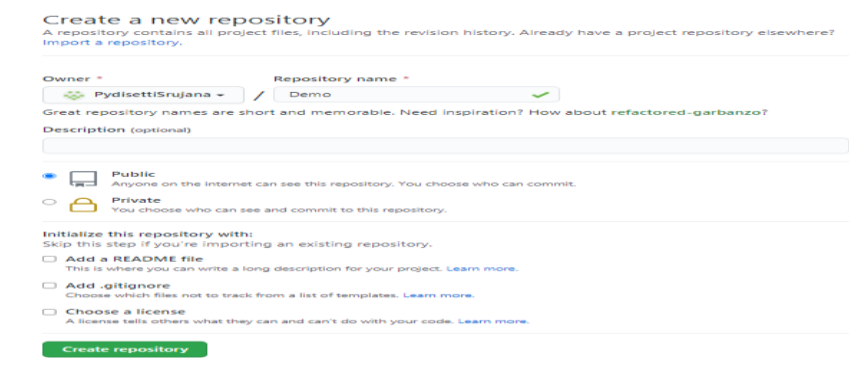 Create a new repository
A repository contains all project files, including the revision history. Already have a project repository elsewhere?
Import a repository.
Owner * Repository name *
PydisettiSrujana / Demo
Great repository names are short and memorable. Need inspiration? How about refactored-garbanzo?
Description (optional)
Public
Anyone on the internet can see this repository. You choose who can commit.
Private
You choose who can see and commit to this repository.
Initialize this repository with:
Skip this step if you're importing an existing repository.
Add a README file
This is where you can write a long description for your project. Learn more.
Add .gitignore
Choose which files not to track from a list of templates. Learn more.
Choose a license
A license tells others what they can and can't do with your code. Learn more.
Create repository